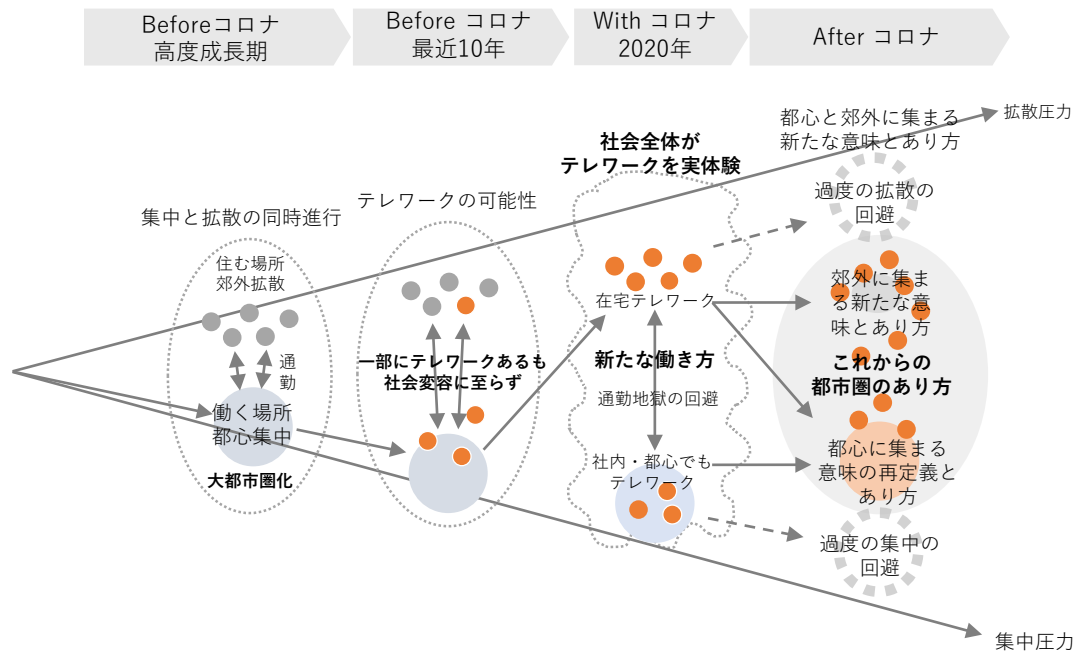 Beforeコロナ
高度成長期
Before コロナ
最近10年
With コロナ
2020年
After コロナ
拡散圧力
都心と郊外に集まる
新たな意味とあり方
社会全体が
テレワークを実体験
過度の拡散の
回避
テレワークの可能性
集中と拡散の同時進行
住む場所
郊外拡散
郊外に集ま
る新たな意
味とあり方
在宅テレワーク
通
勤
一部にテレワークあるも
社会変容に至らず
新たな働き方
これからの
都市圏のあり方
通勤地獄の回避
働く場所
都心集中
大都市圏化
社内・都心でも
テレワーク
都心に集まる
意味の再定義と
あり方
過度の集中の
回避
集中圧力